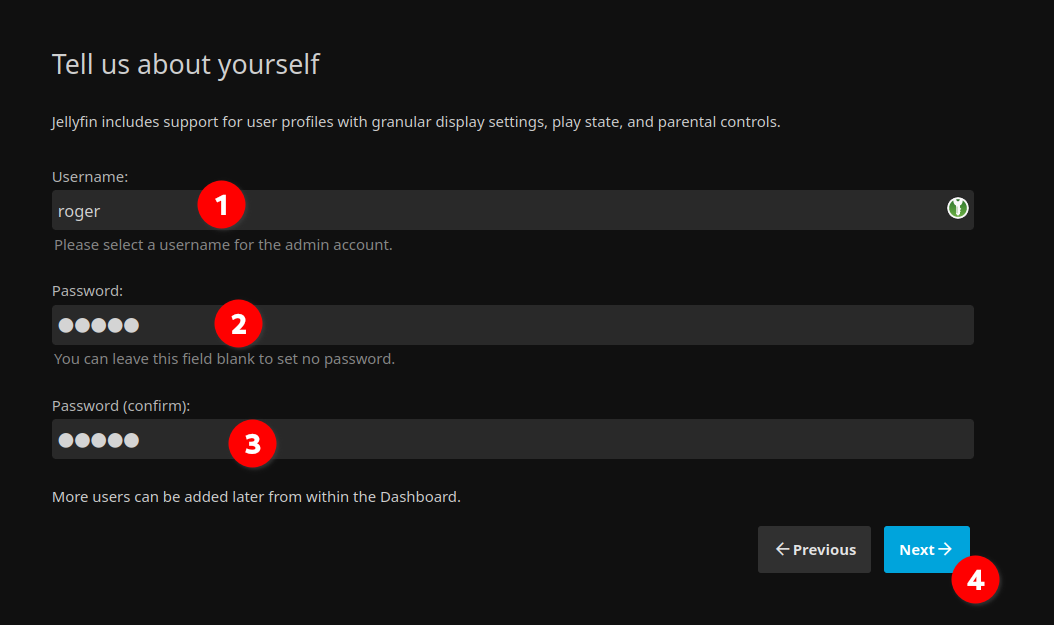 Tell us about yourself
Jellyfin includes support for user profiles with granular display settings, play state, and parental controls.
Username:
roger 1
Please select a username for the admin account.
Password:
●●●●● 2
You can leave this field blank to set no password.
Password (confirm):
●●●●● 3
More users can be added later from within the Dashboard.
←Previous Next→
4